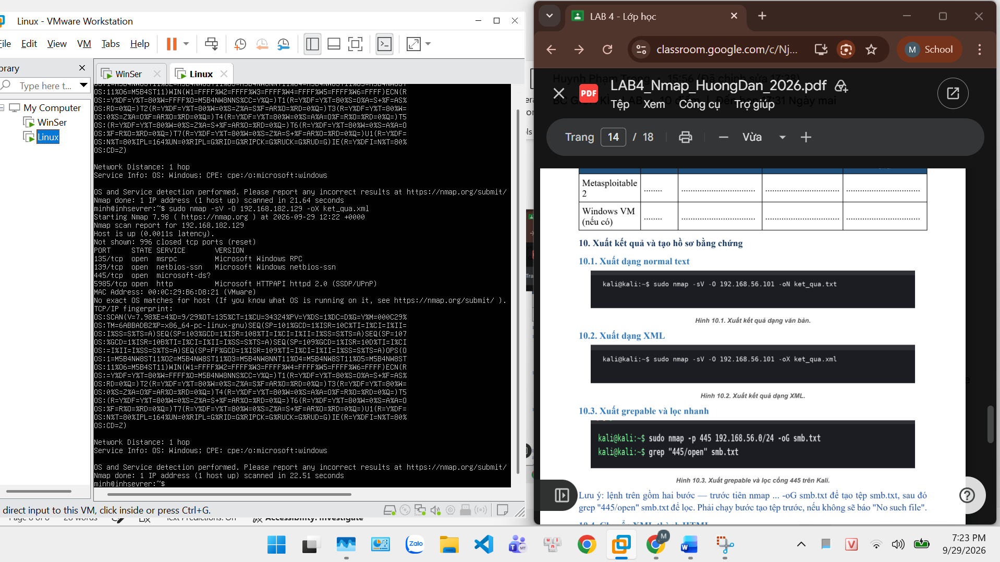 Linux - VMware Workstation
File Edit View VM Tabs Help
Library
Type here t...
My Computer
WinSer
Linux
WinSer
Linux
OS:11%O6=M5B4ST11)WIN(W1=FFFF%W2=FFFF%W3=FFFF%W4=FFFF%W5=FFFF%W6=FFFF)ECN(R
OS:=Y%DF=Y%T=80%W=FFFF%O=M5B4NW8NNS%CC=Y%Q=)T1(R=Y%DF=Y%T=80%S=O%A=S+%F=AS%
OS:RD=0%Q=)T2(R=Y%DF=Y%T=80%W=0%S=Z%A=S%F=AR%O=%RD=0%Q=)T3(R=Y%DF=Y%T=80%W=
OS:0%S=Z%A=O%F=AR%O=%RD=0%Q=)T4(R=Y%DF=Y%T=80%W=0%S=A%A=O%F=R%O=%RD=0%Q=)T5
OS:(R=Y%DF=Y%T=80%W=0%S=Z%A=S+%F=AR%O=%RD=0%Q=)T6(R=Y%DF=Y%T=80%W=0%S=A%A=O
OS:%F=R%O=%RD=0%Q=)T7(R=Y%DF=Y%T=80%W=0%S=Z%A=S+%F=AR%O=%RD=0%Q=)U1(R=Y%DF=
OS:N%T=80%IPL=164%UN=0%RIPL=G%RID=G%RIPCK=G%RUCK=G%RUD=G)IE(R=Y%DFI=N%T=80%
OS:CD=Z)
Network Distance: 1 hop
Service Info: OS: Windows; CPE: cpe:/o:microsoft:windows
OS and Service detection performed. Please report any incorrect results at https://nmap.org/submit/
Nmap done: 1 IP address (1 host up) scanned in 21.64 seconds
minh@inhsevrer:~$ sudo nmap -sV -O 192.168.182.129 -oX ket_qua.xml
Starting Nmap 7.98 ( https://nmap.org ) at 2026-09-29 12:22 +0000
Nmap scan report for 192.168.182.129
Host is up (0.0011s latency).
Not shown: 996 closed tcp ports (reset)
PORT STATE SERVICE VERSION
135/tcp open msrpc Microsoft Windows RPC
139/tcp open netbios-ssn Microsoft Windows netbios-ssn
445/tcp open microsoft-ds?
5985/tcp open http Microsoft HTTPAPI httpd 2.0 (SSDP/UPnP)
MAC Address: 00:0C:29:B6:D8:21 (VMware)
No exact OS matches for host (If you know what OS is running on it, see https://nmap.org/submit/ ).
TCP/IP fingerprint:
OS:SCAN(V=7.98%E=4%D=9/29%OT=135%CT=1%CU=34324%PV=Y%DS=1%DC=D%G=Y%M=000C29%
OS:TM=6ABBADB2%P=x86_64-pc-linux-gnu)SEQ(SP=101%GCD=1%ISR=10C%TI=I%CI=I%II=
OS:I%SS=S%TS=A)SEQ(SP=103%GCD=1%ISR=108%TI=I%CI=I%II=I%SS=S%TS=A)SEQ(SP=107
OS:%GCD=1%ISR=10B%TI=I%CI=I%II=I%SS=S%TS=A)SEQ(SP=109%GCD=1%ISR=10D%TI=I%CI
OS:=I%II=I%SS=S%TS=A)SEQ(SP=FF%GCD=1%ISR=109%TI=I%CI=I%II=I%SS=S%TS=A)OPS(O
OS:1=M5B4NW8ST11%O2=M5B4NW8ST11%O3=M5B4NW8NNT11%O4=M5B4NW8ST11%O5=M5B4NW8ST
OS:11%O6=M5B4ST11)WIN(W1=FFFF%W2=FFFF%W3=FFFF%W4=FFFF%W5=FFFF%W6=FFFF)ECN(R
OS:=Y%DF=Y%T=80%W=FFFF%O=M5B4NW8NNS%CC=Y%Q=)T1(R=Y%DF=Y%T=80%S=O%A=S+%F=AS%
OS:RD=0%Q=)T2(R=Y%DF=Y%T=80%W=0%S=Z%A=S%F=AR%O=%RD=0%Q=)T3(R=Y%DF=Y%T=80%W=
OS:0%S=Z%A=O%F=AR%O=%RD=0%Q=)T4(R=Y%DF=Y%T=80%W=0%S=A%A=O%F=R%O=%RD=0%Q=)T5
OS:(R=Y%DF=Y%T=80%W=0%S=Z%A=S+%F=AR%O=%RD=0%Q=)T6(R=Y%DF=Y%T=80%W=0%S=A%A=O
OS:%F=R%O=%RD=0%Q=)T7(R=Y%DF=Y%T=80%W=0%S=Z%A=S+%F=AR%O=%RD=0%Q=)U1(R=Y%DF=
OS:N%T=80%IPL=164%UN=0%RIPL=G%RID=G%RIPCK=G%RUCK=G%RUD=G)IE(R=Y%DFI=N%T=80%
OS:CD=Z)
Network Distance: 1 hop
Service Info: OS: Windows; CPE: cpe:/o:microsoft:windows
OS and Service detection performed. Please report any incorrect results at https://nmap.org/submit/
Nmap done: 1 IP address (1 host up) scanned in 22.51 seconds
minh@inhsevrer:~$
direct input to this VM, click inside or press Ctrl+G.
LAB 4 - Lớp học
classroom.google.com/c/Nj...
M School
Huynh Phạm Trong • 15:56 (Đã chỉnh sửa 17:38)
PDF LAB4_Nmap_HuongDan_2026.pdf
Tệp Xem Công cụ Trợ giúp
Trang 14 / 18 Vừa
Metasploitable 2 ........ ................................. ................................. .................................
Windows VM (nếu có) ........ ................................. ................................. .................................
10. Xuất kết quả và tạo hồ sơ bằng chứng
10.1. Xuất dạng normal text
kali@kali:~$ sudo nmap -sV -O 192.168.56.101 -oN ket_qua.txt
Hình 10.1. Xuất kết quả dạng văn bản.
10.2. Xuất dạng XML
kali@kali:~$ sudo nmap -sV -O 192.168.56.101 -oX ket_qua.xml
Hình 10.2. Xuất kết quả dạng XML.
10.3. Xuất grepable và lọc nhanh
kali@kali:~$ sudo nmap -p 445 192.168.56.0/24 -oG smb.txt
kali@kali:~$ grep "445/open" smb.txt
Hình 10.3. Xuất grepable và lọc cổng 445 trên Kali.
Lưu ý: lệnh trên gồm hai bước — trước tiên nmap ... -oG smb.txt để tạo tệp smb.txt, sau đó
grep "445/open" smb.txt để lọc. Phải chạy bước tạo tệp trước, nếu không sẽ báo "No such file".
Zalo
7:23 PM
9/29/2026